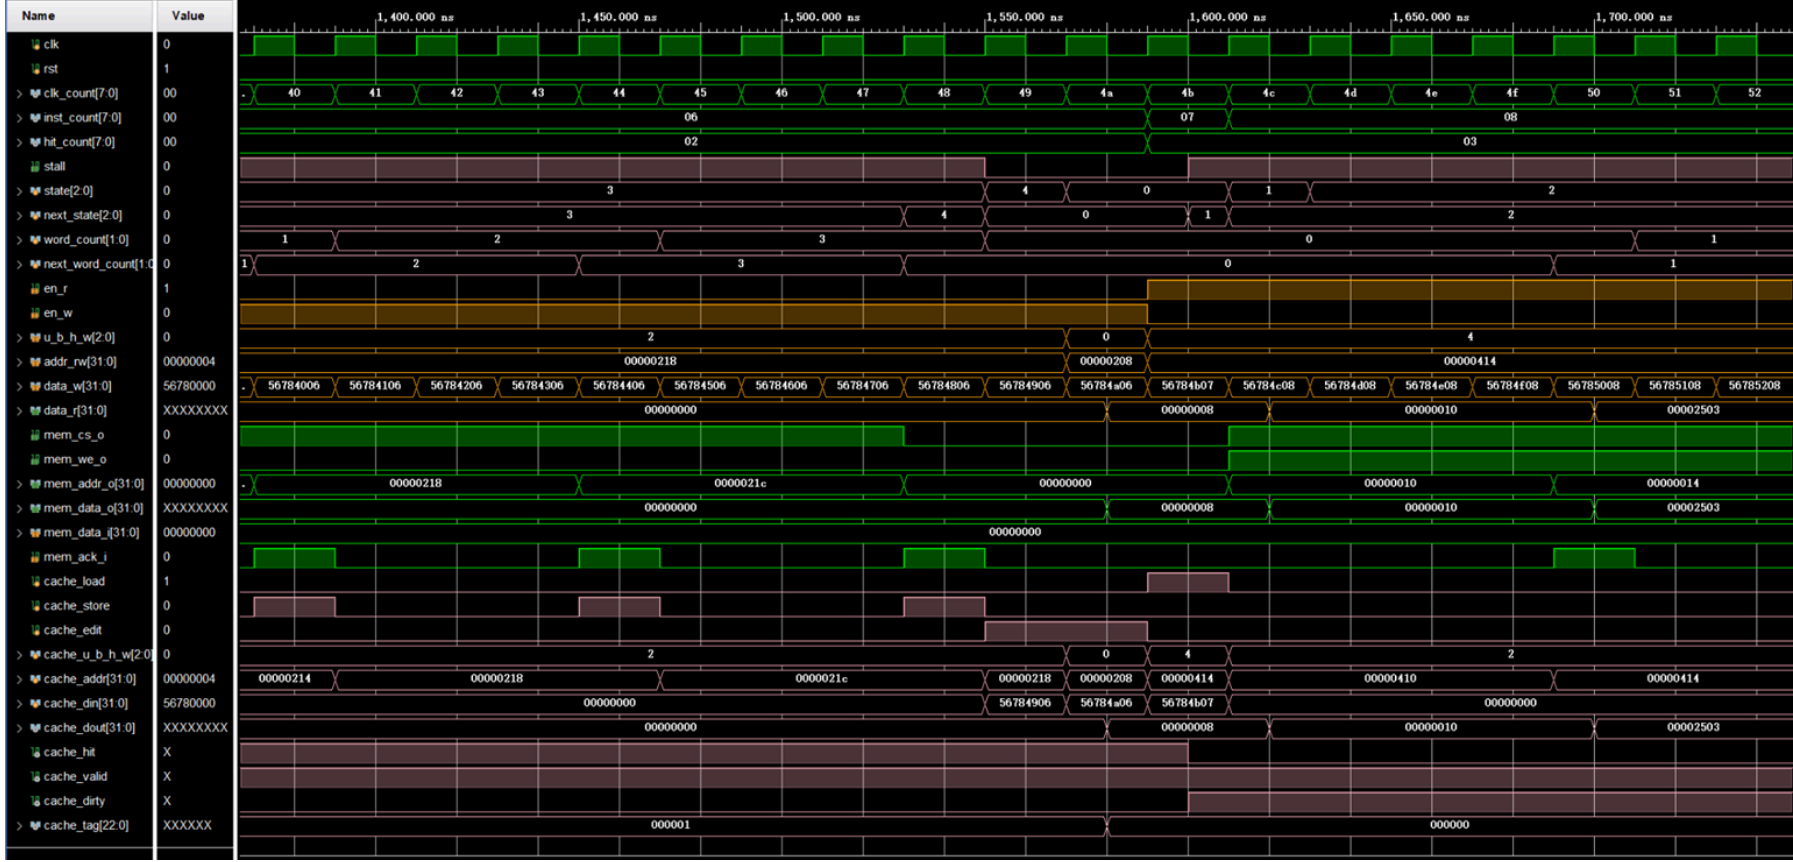 Name Value 1,400.000 ns 1,450.000 ns 1,500.000 ns 1,550.000 ns 1,600.000 ns 1,650.000 ns 1,700.000 ns
clk 0
rst 1
clk_count[7:0] 00 40 41 42 43 44 45 46 47 48 49 4a 4b 4c 4d 4e 4f 50 51 52
inst_count[7:0] 00 06 07 08
hit_count[7:0] 00 02 03
stall 0
state[2:0] 0 3 4 0 1 2
next_state[2:0] 0 3 4 0 1 2
word_count[1:0] 0 1 2 3 0 1
next_word_count[1:0 0 1 2 3 0 1
en_r 1
en_w 0
u_b_h_w[2:0] 0 2 0 4
addr_rw[31:0] 00000004 00000218 00000208 00000414
data_w[31:0] 56780000 56784006 56784106 56784206 56784306 56784406 56784506 56784606 56784706 56784806 56784906 56784a06 56784b07 56784c08 56784d08 56784e08 56784f08 56785008 56785108 56785208
data_r[31:0] XXXXXXXX 00000000 00000008 00000010 00002503
mem_cs_o 0
mem_we_o 0
mem_addr_o[31:0] 00000000 00000218 0000021c 00000000 00000010 00000014
mem_data_o[31:0] XXXXXXXX 00000000 00000008 00000010 00002503
mem_data_i[31:0] 00000000 00000000
mem_ack_i 0
cache_load 1
cache_store 0
cache_edit 0
cache_u_b_h_w[2:0] 0 2 0 4 2
cache_addr[31:0] 00000004 00000214 00000218 0000021c 00000218 00000208 00000414 00000410 00000414
cache_din[31:0] 56780000 00000000 56784906 56784a06 56784b07 00000000
cache_dout[31:0] XXXXXXXX 00000000 00000008 00000010 00002503
cache_hit X
cache_valid X
cache_dirty X
cache_tag[22:0] XXXXXX 000001 000000